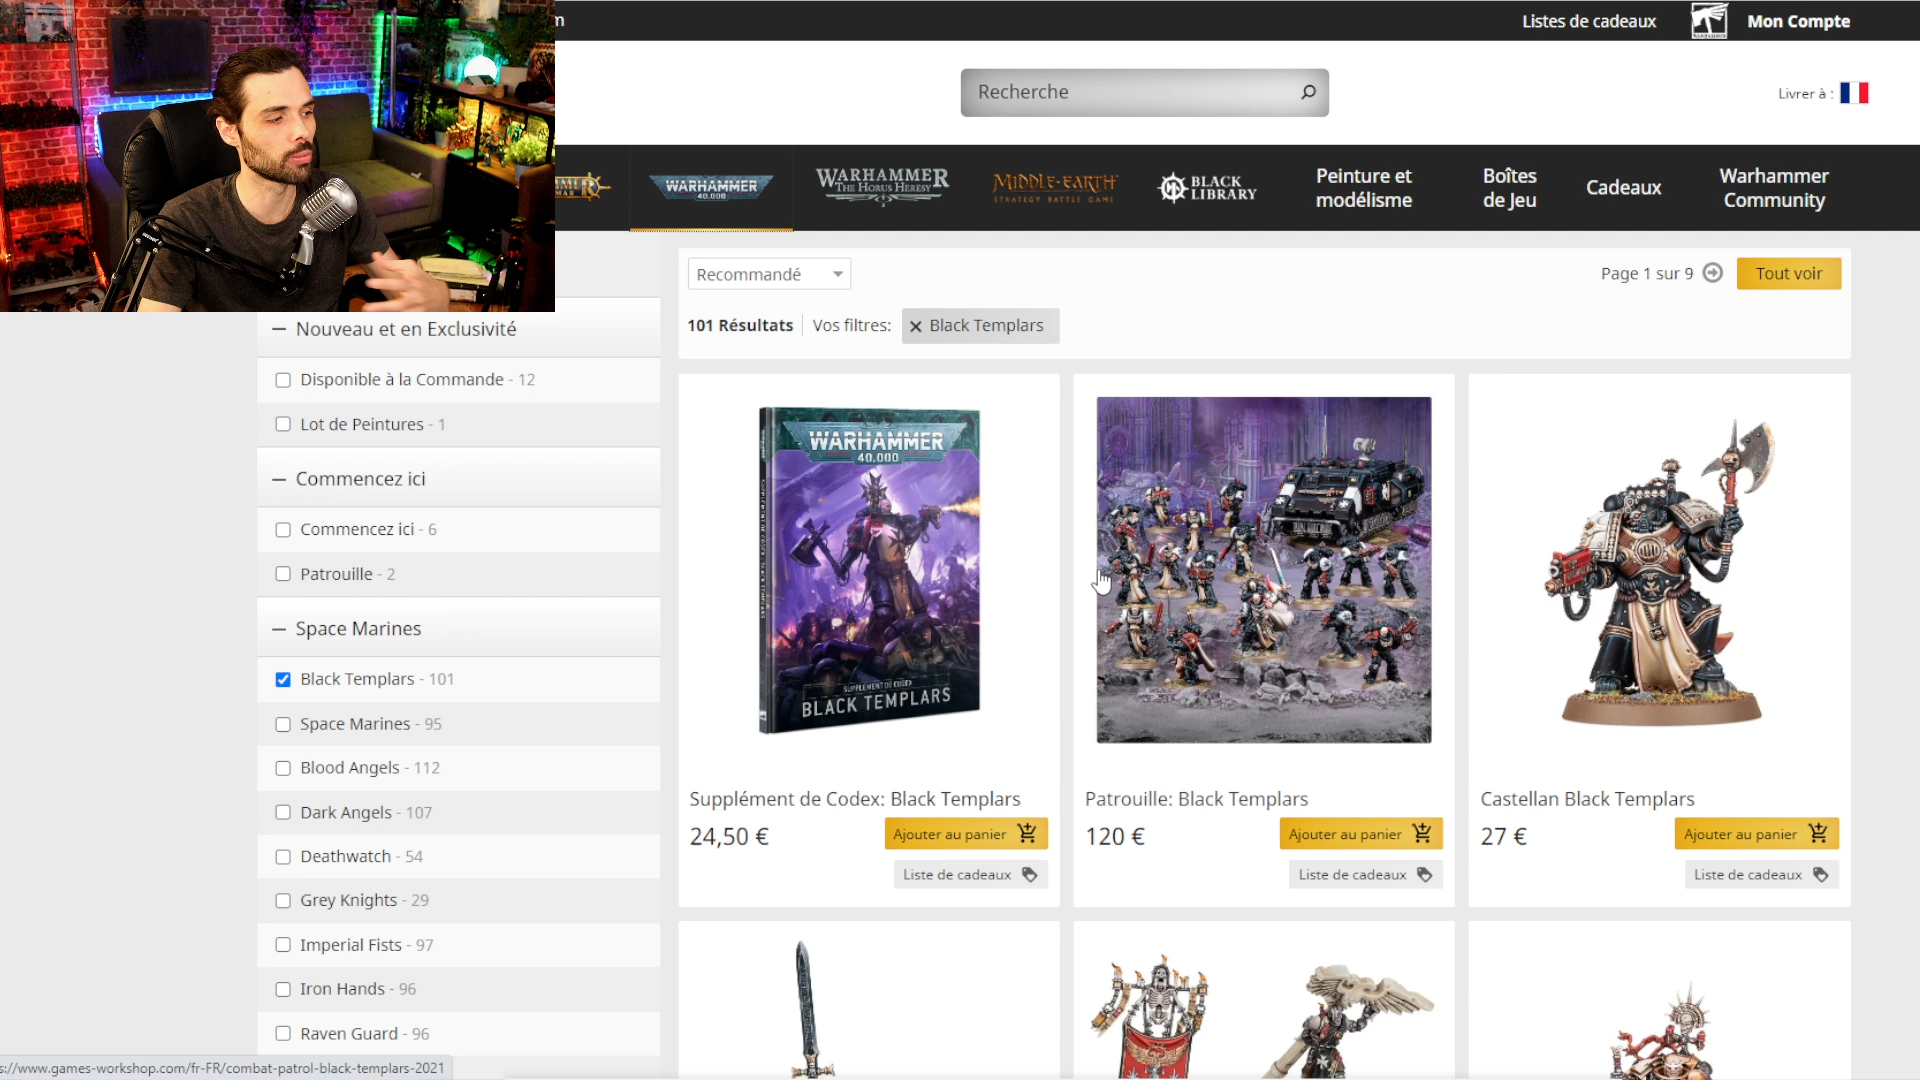 m
Listes de cadeaux
Mon Compte
Recherche
Livrer à :
WARHAMMER
40,000
WARHAMMER
THE HORUS HERESY
MIDDLE-EARTH
STRATEGY BATTLE GAME
BLACK
LIBRARY
Peinture et
modélisme
Boîtes
de Jeu
Cadeaux
Warhammer
Community
Recommandé
Page 1 sur 9
Tout voir
101 Résultats
Vos filtres:
Black Templars
Nouveau et en Exclusivité
Disponible à la Commande - 12
Lot de Peintures - 1
Commencez ici
Commencez ici - 6
Patrouille - 2
Space Marines
Black Templars - 101
Space Marines - 95
Blood Angels - 112
Dark Angels - 107
Deathwatch - 54
Grey Knights - 29
Imperial Fists - 97
Iron Hands - 96
Raven Guard - 96
WARHAMMER
40,000
SUPPLÉMENT DE CODEX
BLACK TEMPLARS
Supplément de Codex: Black Templars
24,50 €
Ajouter au panier
Liste de cadeaux
Patrouille: Black Templars
120 €
Ajouter au panier
Liste de cadeaux
Castellan Black Templars
27 €
Ajouter au panier
Liste de cadeaux
s://www.games-workshop.com/fr-FR/combat-patrol-black-templars-2021